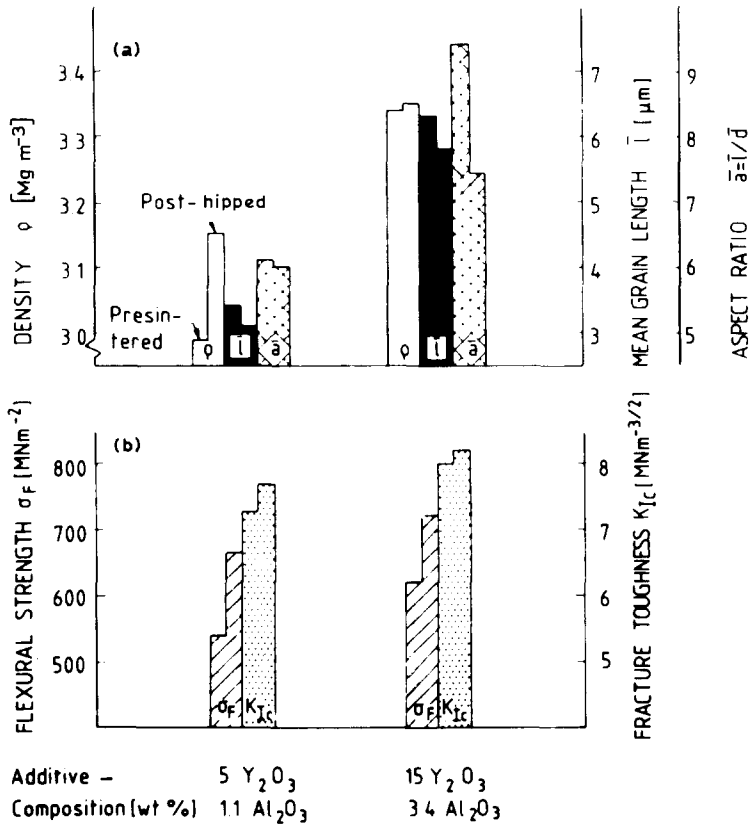 (a)
3.4
3.3
3.2
3.1
3.0
DENSITY ρ [Mg m⁻³]
Post-hipped
Presin-
tered
ρ l̄ ā
ρ l̄ ā
7
6
5
4
3
MEAN GRAIN LENGTH l̄ (μm)
9
8
7
6
5
ASPECT RATIO ā=l̄/d̄
(b)
800
700
600
500
FLEXURAL STRENGTH σF [MNm⁻²]
σF KIc
σF KIc
8
7
6
5
FRACTURE TOUGHNESS KIc[MNm⁻³/²]
Additive – 5 Y₂O₃ 15 Y₂O₃
Composition (wt %) 1.1 Al₂O₃ 3.4 Al₂O₃